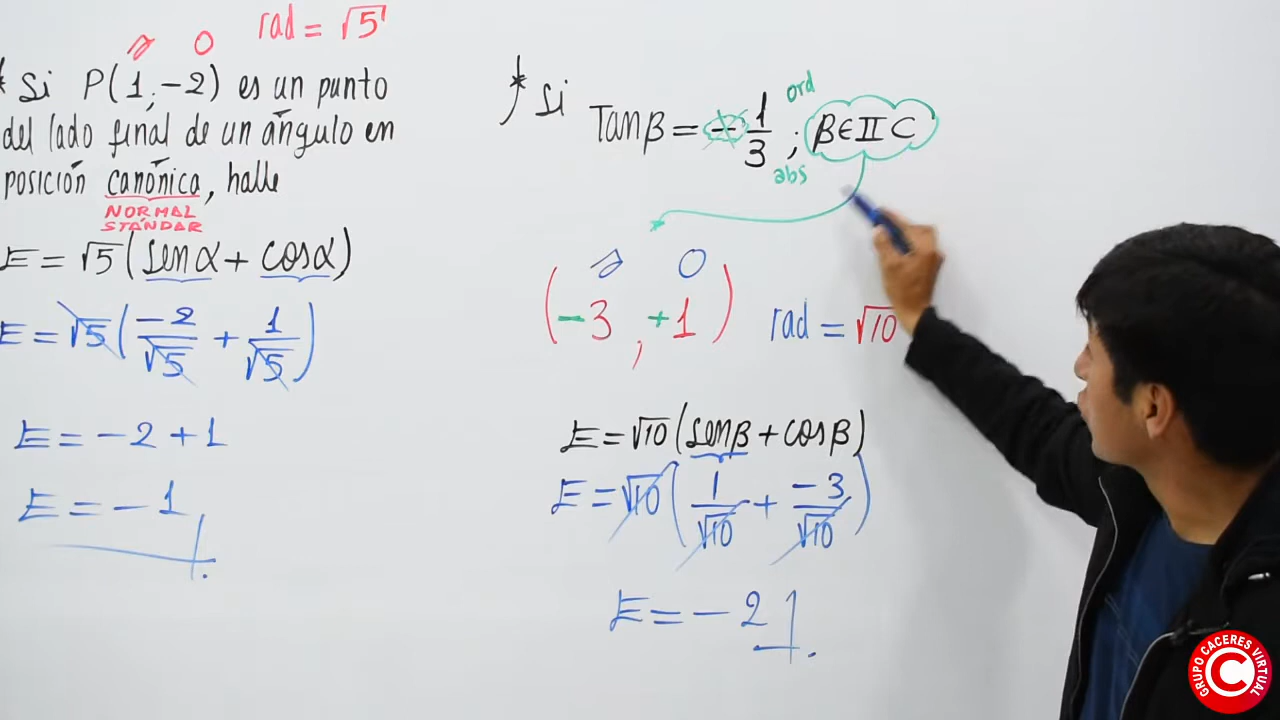 rad = √5
* Si P(1;-2) es un punto
del lado final de un ángulo en
posición canónica, halle
NORMAL
STÁNDAR
E = √5 (Senα + cosα)
E = √5 (-2/√5 + 1/√5)
E = -2 + 1
E = -1
* Si Tanβ = - 1/3 ; β∈II C
ord
abs
(-3, +1) rad = √10
E = √10 (Senβ + cosβ)
E = √10 (1/√10 + -3/√10)
E = -2
GRUPO CACERES VIRTUAL
C